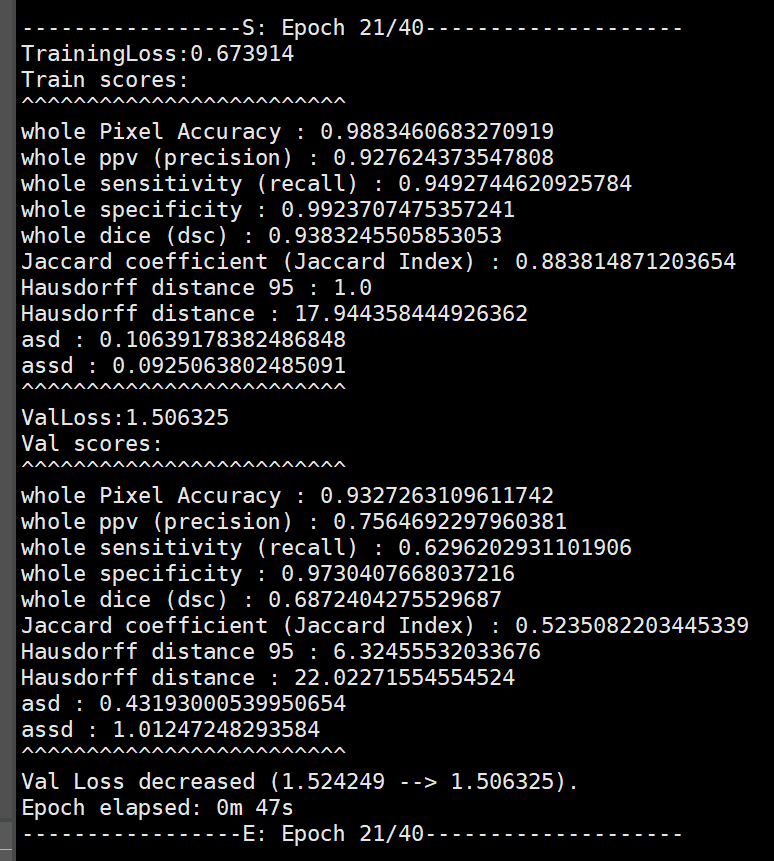 -----------------S: Epoch 21/40--------------------
TrainingLoss:0.673914
Train scores:
^^^^^^^^^^^^^^^^^^^^^^^^^
whole Pixel Accuracy : 0.9883460683270919
whole ppv (precision) : 0.927624373547808
whole sensitivity (recall) : 0.9492744620925784
whole specificity : 0.9923707475357241
whole dice (dsc) : 0.9383245505853053
Jaccard coefficient (Jaccard Index) : 0.883814871203654
Hausdorff distance 95 : 1.0
Hausdorff distance : 17.944358444926362
asd : 0.10639178382486848
assd : 0.0925063802485091
^^^^^^^^^^^^^^^^^^^^^^^^^
ValLoss:1.506325
Val scores:
^^^^^^^^^^^^^^^^^^^^^^^^^
whole Pixel Accuracy : 0.9327263109611742
whole ppv (precision) : 0.7564692297960381
whole sensitivity (recall) : 0.6296202931101906
whole specificity : 0.9730407668037216
whole dice (dsc) : 0.6872404275529687
Jaccard coefficient (Jaccard Index) : 0.5235082203445339
Hausdorff distance 95 : 6.32455532033676
Hausdorff distance : 22.02271554554524
asd : 0.43193000539950654
assd : 1.01247248293584
^^^^^^^^^^^^^^^^^^^^^^^^^
Val Loss decreased (1.524249 --> 1.506325).
Epoch elapsed: 0m 47s
-----------------E: Epoch 21/40--------------------